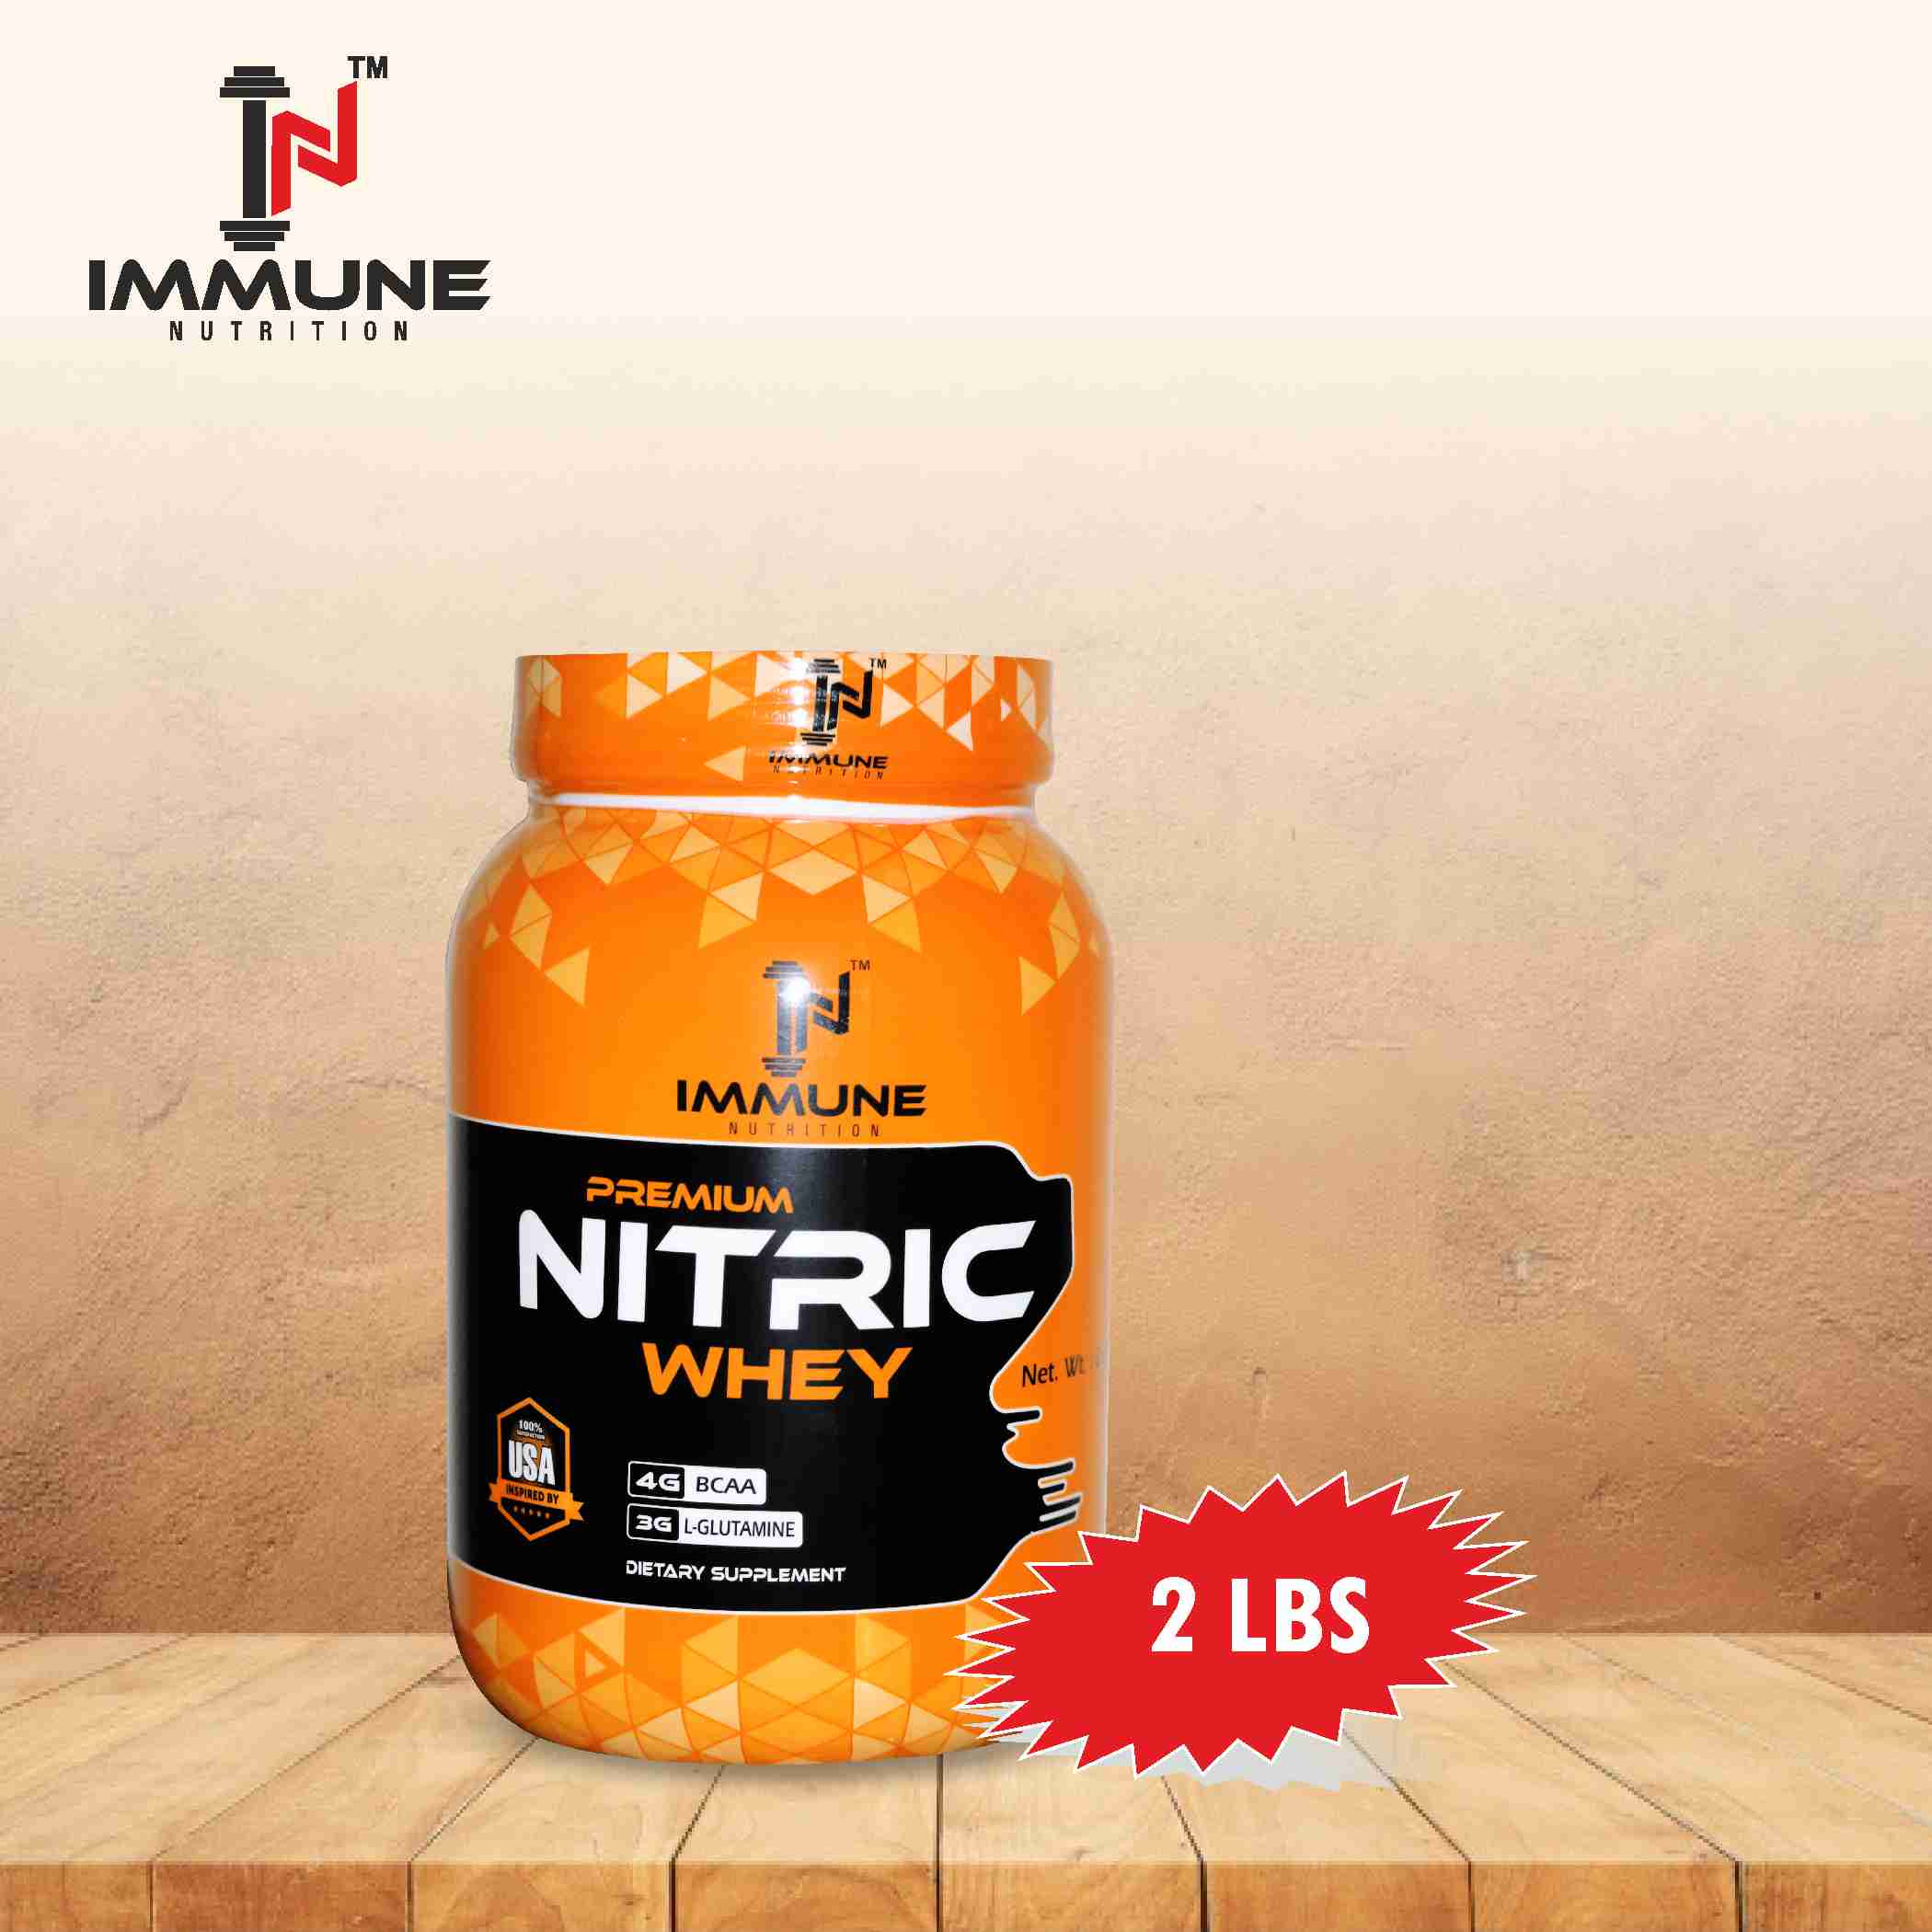 TM
IMMUNE
NUTRITION
TM
IMMUNE
NUTRITION
TM
IMMUNE
NUTRITION
PREMIUM
NITRIC
WHEY
Net. Wt.
100%
USA
INSPIRED BY
4G BCAA
3G L-GLUTAMINE
DIETARY SUPPLEMENT
2 LBS